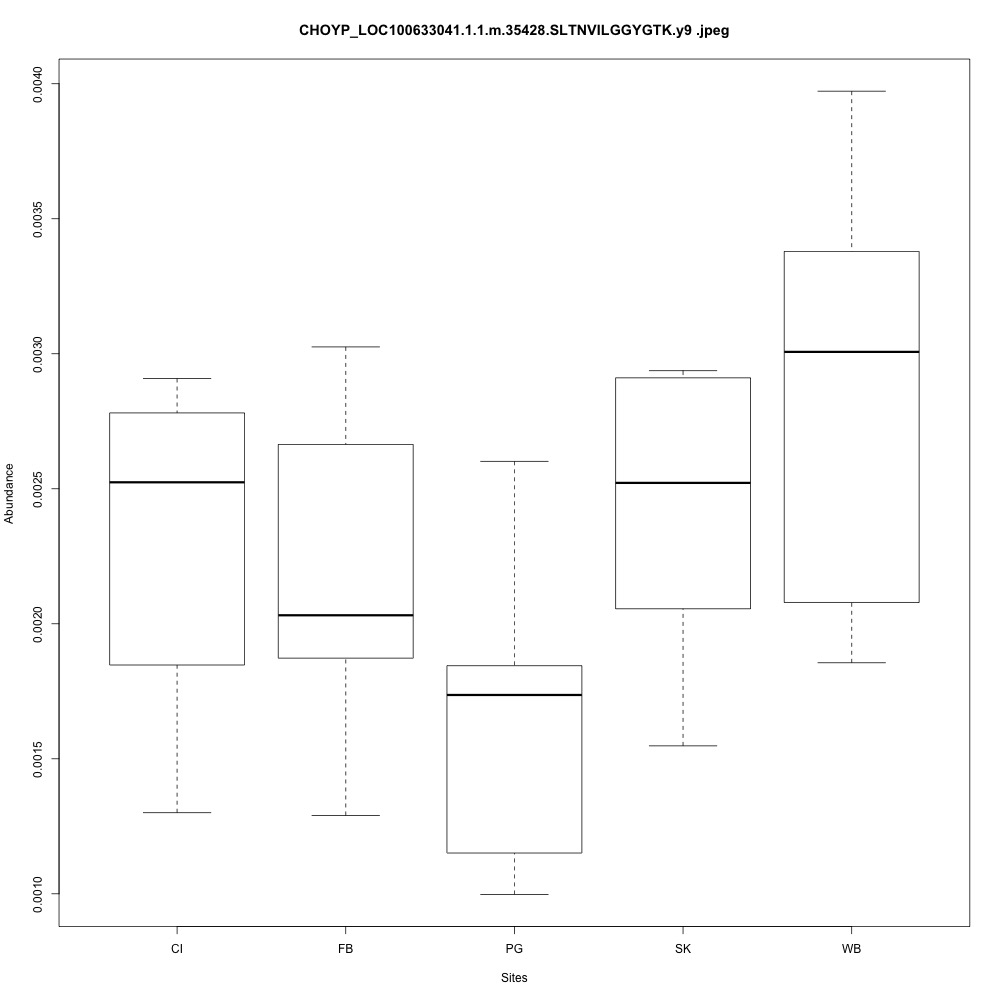 CHOYP_LOC100633041.1.1.m.35428.SLTNVILGGYGTK.y9 .jpeg
0.0040
0.0035
0.0030
0.0025
0.0020
0.0015
0.0010
Abundance
CI FB PG SK WB
Sites